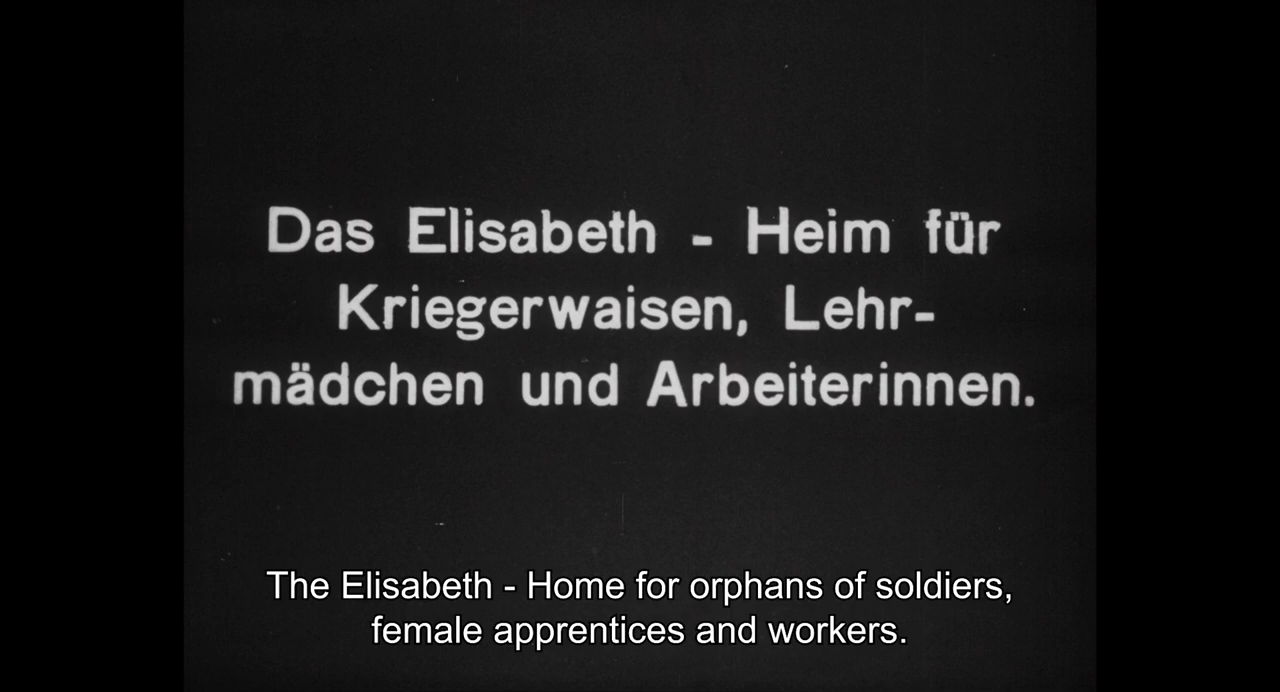 Das Elisabeth - Heim für
Kriegerwaisen, Lehr-
mädchen und Arbeiterinnen.
The Elisabeth - Home for orphans of soldiers,
female apprentices and workers.